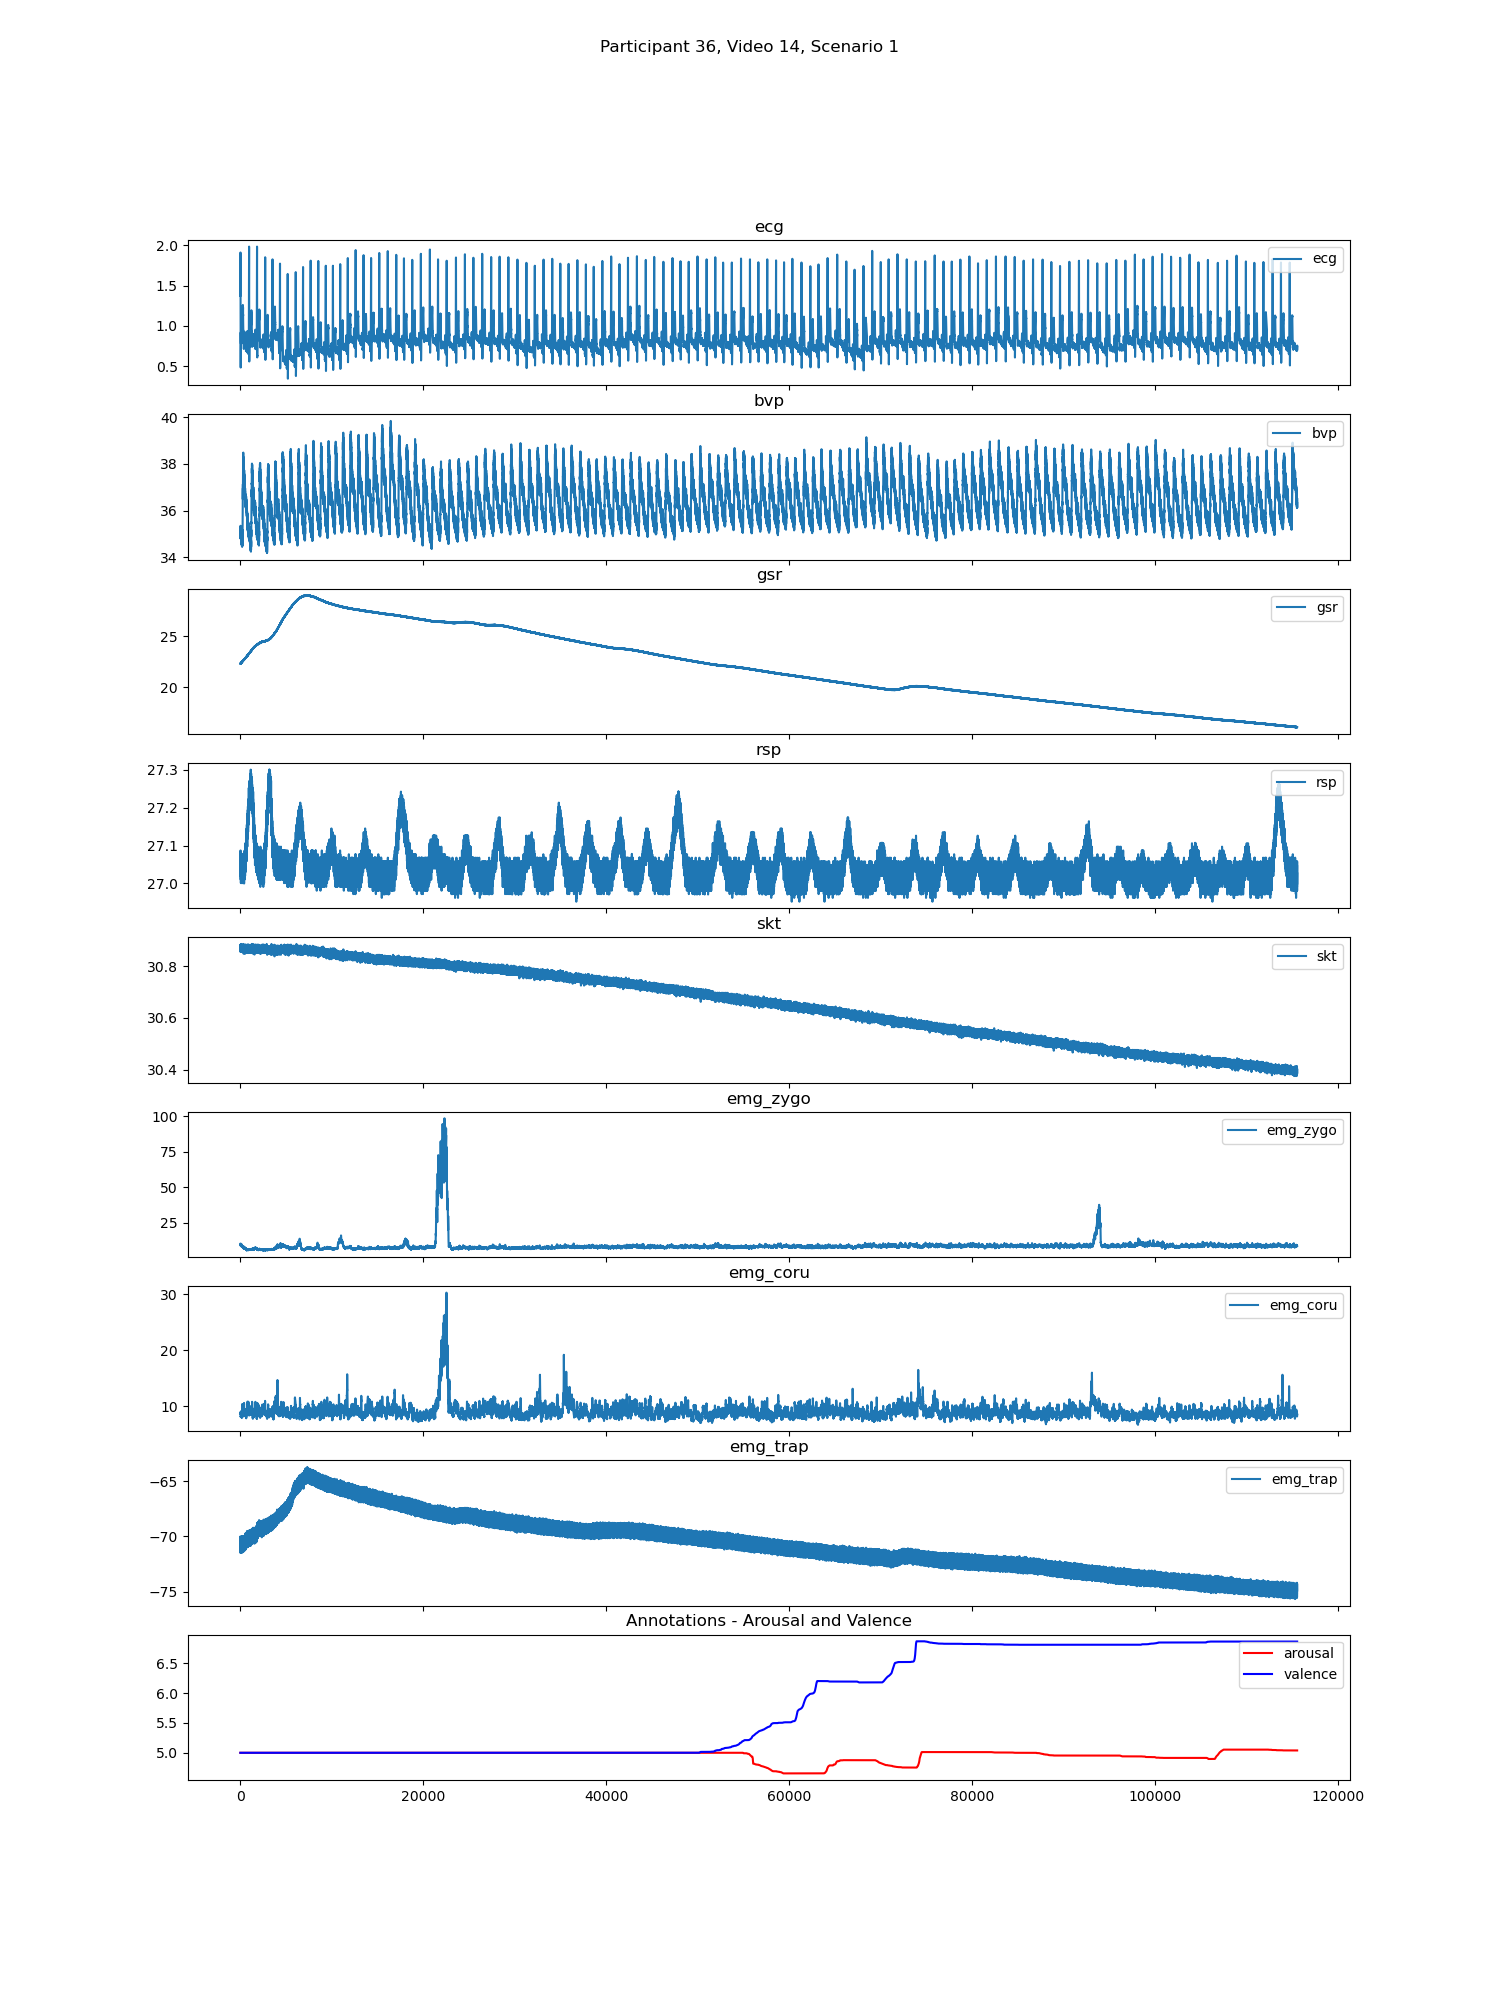 Participant 36, Video 14, Scenario 1
ecg
2.0
1.5
1.0
0.5
ecg
bvp
40
38
36
34
bvp
gsr
25
20
gsr
rsp
27.3
27.2
27.1
27.0
rsp
skt
30.8
30.6
30.4
skt
emg_zygo
100
75
50
25
emg_zygo
emg_coru
30
20
10
emg_coru
emg_trap
−65
−70
−75
emg_trap
Annotations - Arousal and Valence
6.5
6.0
5.5
5.0
arousal
valence
0 20000 40000 60000 80000 100000 120000